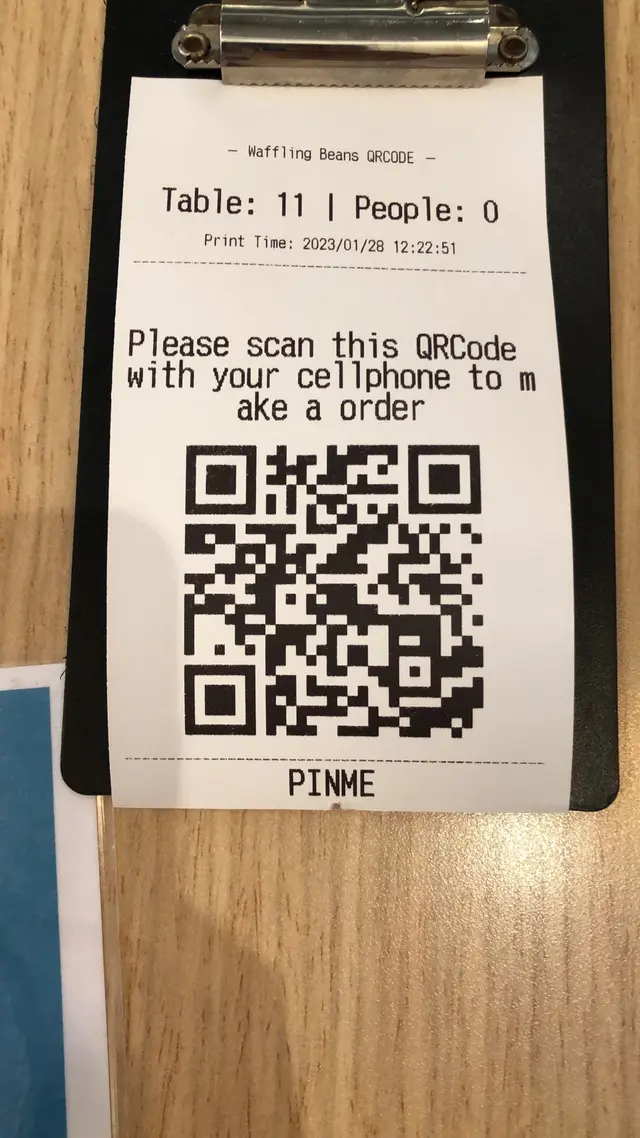 — Waffling Beans QRCODE —
Table: 11 | People: 0
Print Time: 2023/01/28 12:22:51
Please scan this QRCode
with your cellphone to m
ake a order
PINME